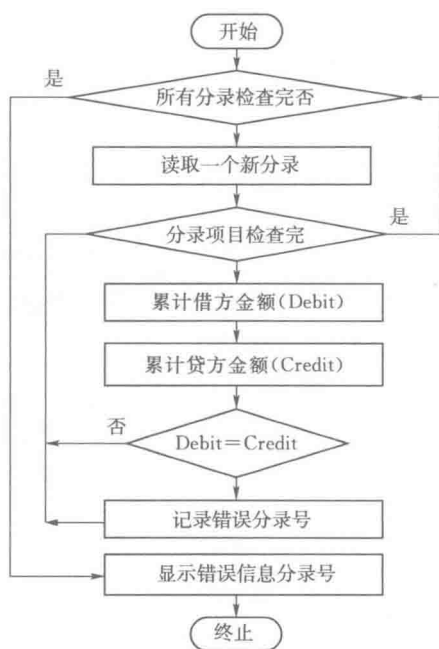 开始
是
所有分录检查完否
读取一个新分录
是
分录项目检查完
累计借方金额(Debit)
累计贷方金额(Credit)
否
Debit=Credit
记录错误分录号
显示错误信息分录号
终止